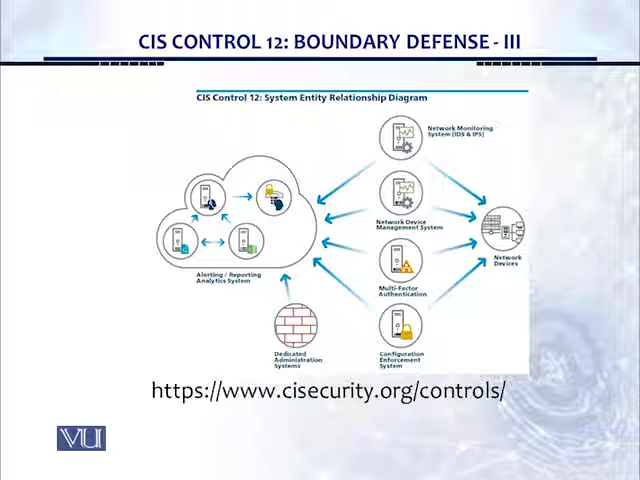 CIS CONTROL 12: BOUNDARY DEFENSE - III
CIS Control 12: System Entity Relationship Diagram
Network Monitoring
System (IDS & IPS)
Network Device
Management System
Network
Devices
Alerting / Reporting
Analytics System
Multi-Factor
Authentication
Dedicated
Administration
Systems
Configuration
Enforcement
System
https://www.cisecurity.org/controls/
VU